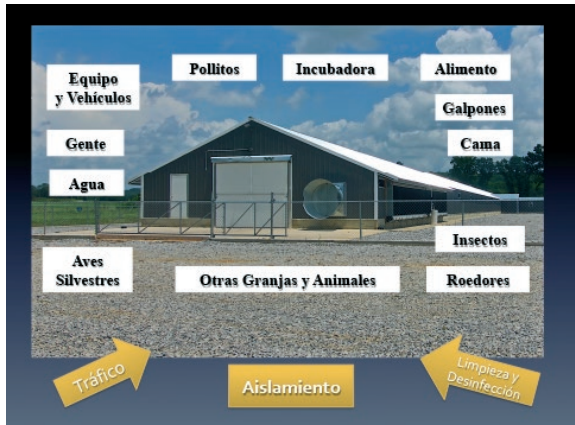 Pollitos
Incubadora
Alimento
Equipo
y Vehículos
Galpones
Gente
Cama
Agua
Insectos
Aves
Silvestres
Otras Granjas y Animales
Roedores
Tráfico
Aislamiento
Limpieza y
Desinfección